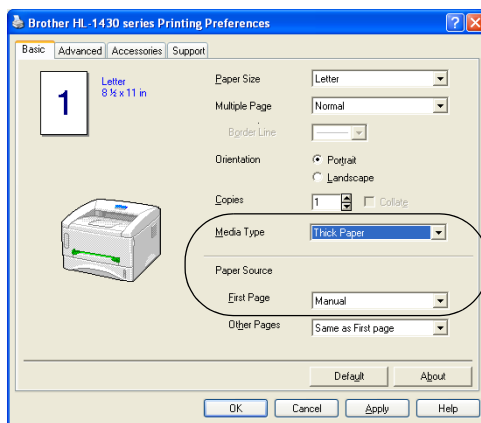 Brother HL-1430 series Printing Preferences
Basic Advanced Accessories Support
1
Letter
8 ½ x 11 in
Paper Size Letter
Multiple Page Normal
Border Line
Orientation Portrait
Landscape
Copies 1 Collate
Media Type Thick Paper
Paper Source
First Page Manual
Other Pages Same as First page
Default About
OK Cancel Apply Help